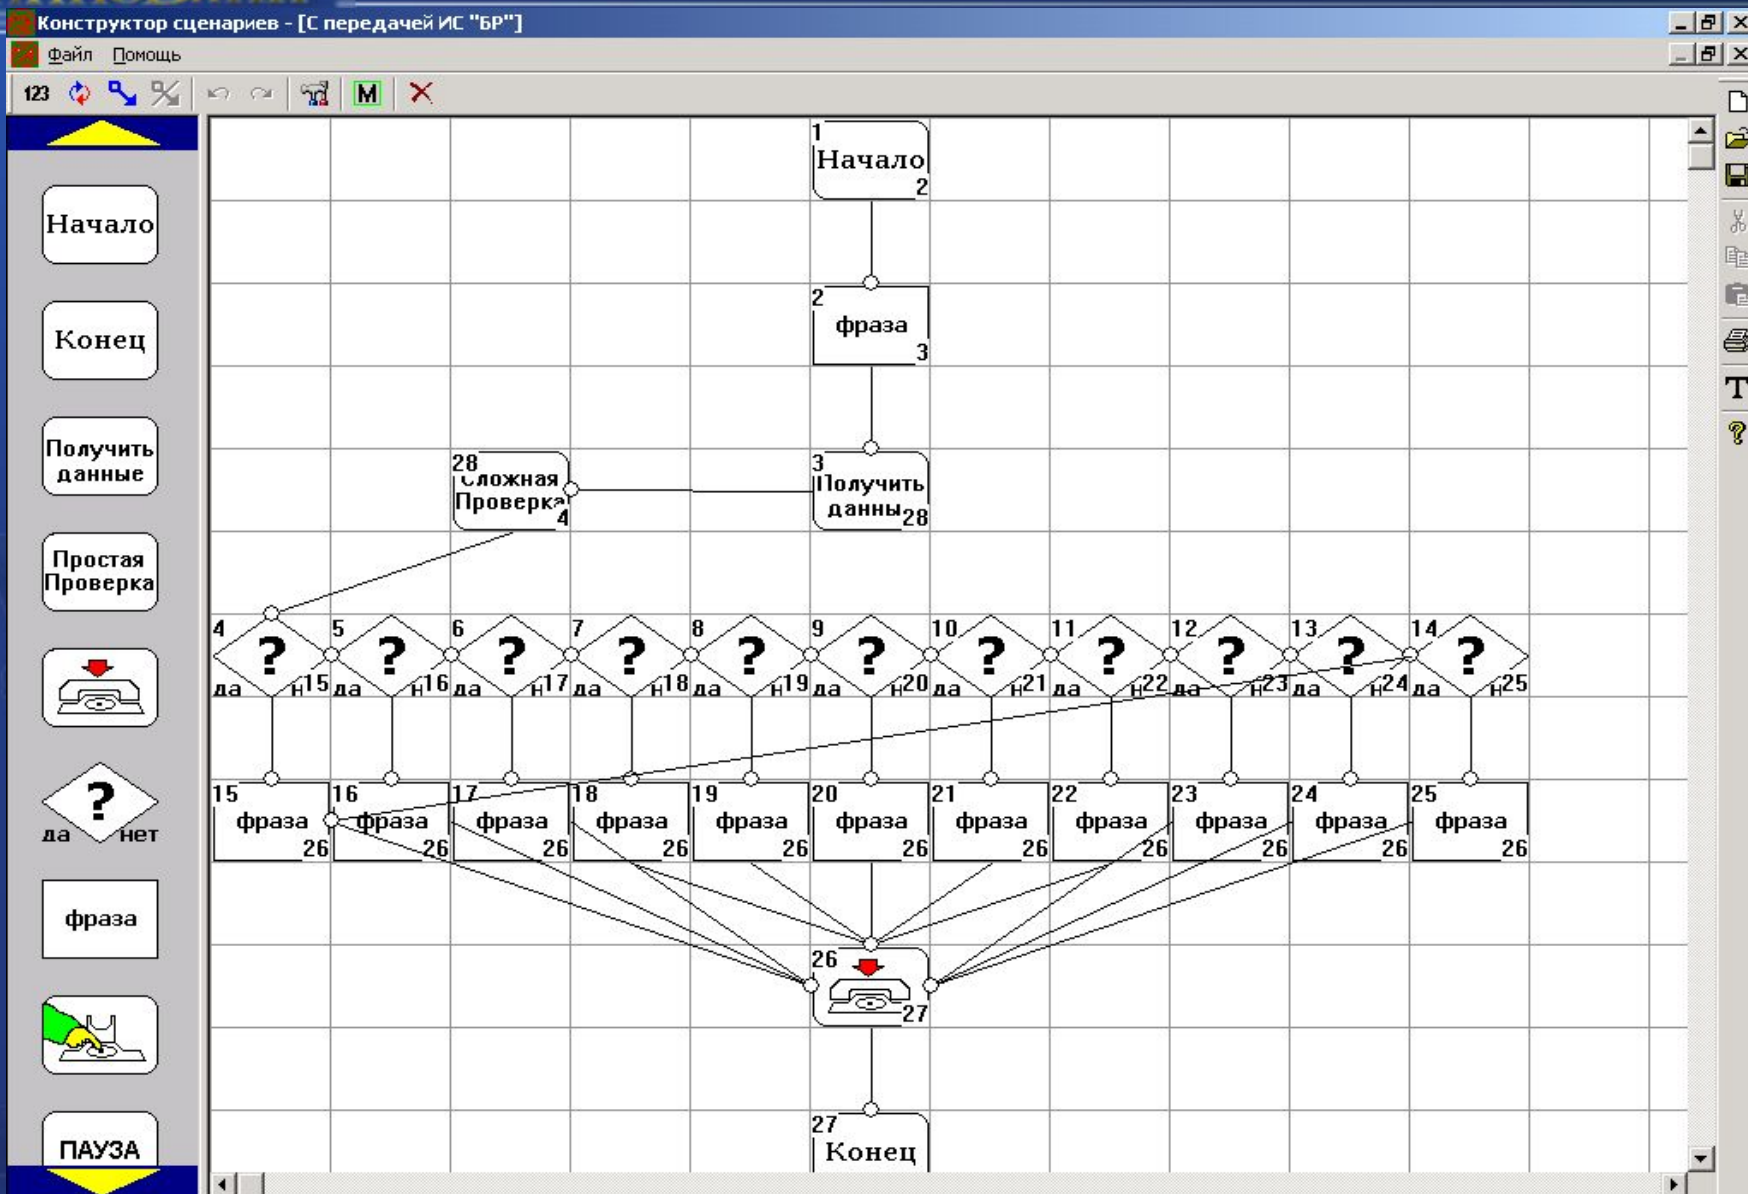 Конструктор сценариев - [С передачей ИС "БР"]
Файл Помощь
123
M
T
Начало
Конец
Получить
данные
Простая
Проверка
?
да нет
фраза
ПАУЗА
1
Начало
2
2
фраза
3
28
Сложная
Проверка
4
3
Получить
данны
28
4 5 6 7 8 9 10 11 12 13 14
? ? ? ? ? ? ? ? ? ? ?
да н15 да н16 да н17 да н18 да н19 да н20 да н21 да н22 да н23 да н24 да н25
15 16 17 18 19 20 21 22 23 24 25
фраза фраза фраза фраза фраза фраза фраза фраза фраза фраза фраза
26 26 26 26 26 26 26 26 26 26 26
26
27
27
Конец